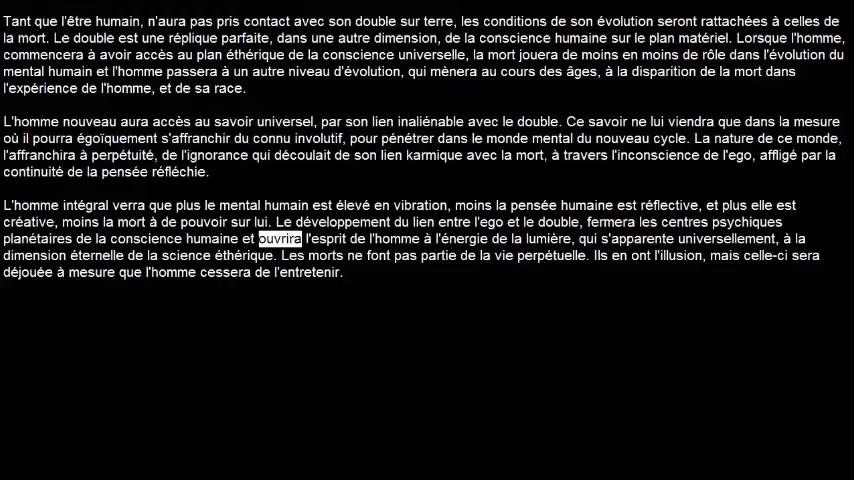 Tant que l'être humain, n'aura pas pris contact avec son double sur terre, les conditions de son évolution seront rattachées à celles de
la mort. Le double est une réplique parfaite, dans une autre dimension, de la conscience humaine sur le plan matériel. Lorsque l'homme,
commencera à avoir accès au plan éthérique de la conscience universelle, la mort jouera de moins en moins de rôle dans l'évolution du
mental humain et l'homme passera à un autre niveau d'évolution, qui mènera au cours des âges, à la disparition de la mort dans
l'expérience de l'homme, et de sa race.
L'homme nouveau aura accès au savoir universel, par son lien inaliénable avec le double. Ce savoir ne lui viendra que dans la mesure
où il pourra égoïquement s'affranchir du connu involutif, pour pénétrer dans le monde mental du nouveau cycle. La nature de ce monde,
l'affranchira à perpétuité, de l'ignorance qui découlait de son lien karmique avec la mort, à travers l'inconscience de l'ego, affligé par la
continuité de la pensée réfléchie.
L'homme intégral verra que plus le mental humain est élevé en vibration, moins la pensée humaine est réflective, et plus elle est
créative, moins la mort à de pouvoir sur lui. Le développement du lien entre l'ego et le double, fermera les centres psychiques
planétaires de la conscience humaine et ouvrira l'esprit de l'homme à l'énergie de la lumière, qui s'apparente universellement, à la
dimension éternelle de la science éthérique. Les morts ne font pas partie de la vie perpétuelle. Ils en ont l'illusion, mais celle-ci sera
déjouée à mesure que l'homme cessera de l'entretenir.